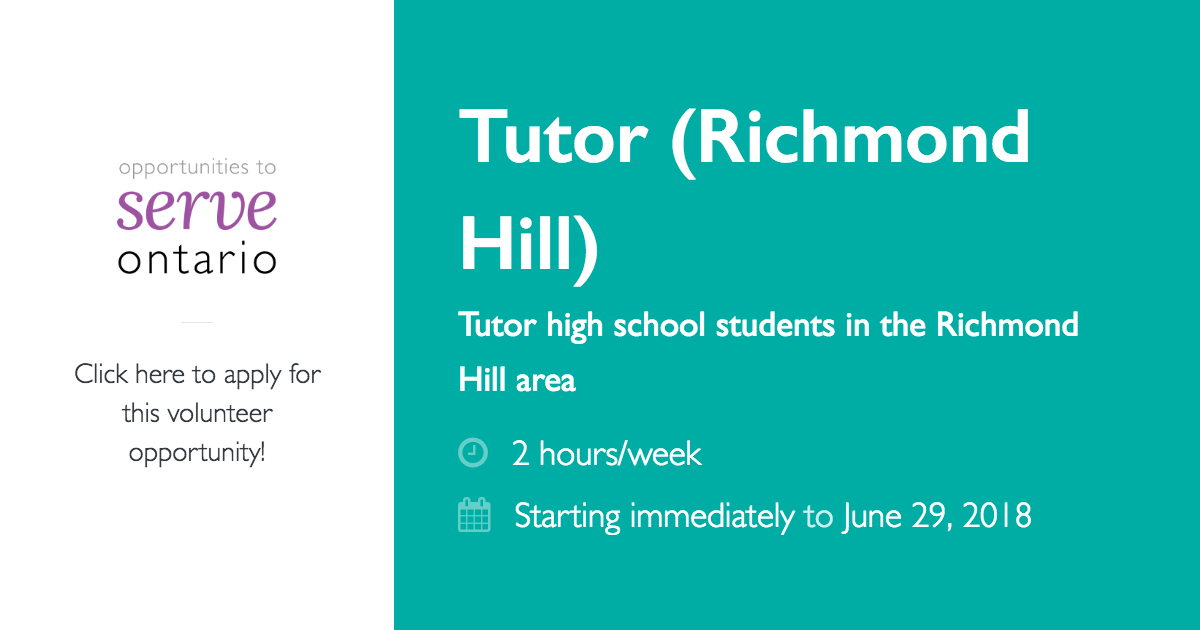 opportunities to
serve
ontario
Click here to apply for
this volunteer
opportunity!
Tutor (Richmond
Hill)
Tutor high school students in the Richmond
Hill area
2 hours/week
Starting immediately to June 29, 2018